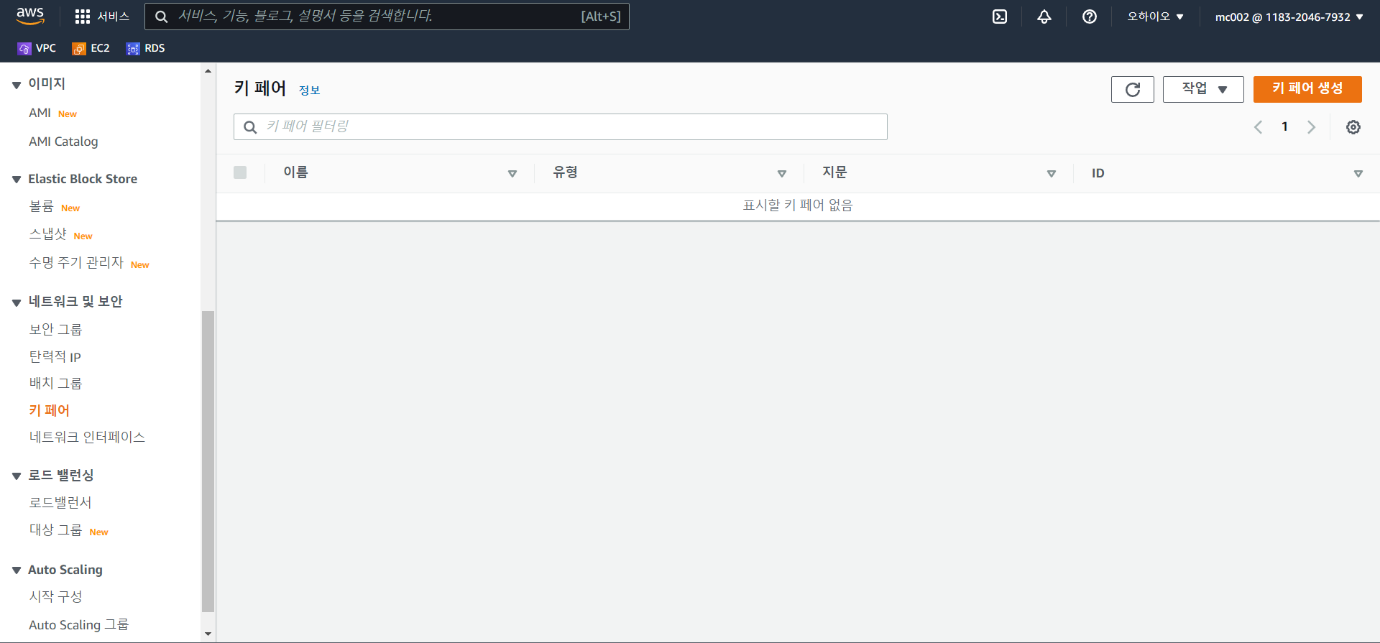 aws 서비스 서비스, 기능, 블로그, 설명서 등을 검색합니다. [Alt+S] 오하이오 ▼ mc002 @ 1183-2046-7932 ▼
VPC EC2 RDS
▼ 이미지
AMI New
AMI Catalog
▼ Elastic Block Store
볼륨 New
스냅샷 New
수명 주기 관리자 New
▼ 네트워크 및 보안
보안 그룹
탄력적 IP
배치 그룹
키 페어
네트워크 인터페이스
▼ 로드 밸런싱
로드밸런서
대상 그룹 New
▼ Auto Scaling
시작 구성
Auto Scaling 그룹
키 페어 정보 작업 ▼ 키 페어 생성
키 페어 필터링 1
이름 유형 지문 ID
표시할 키 페어 없음